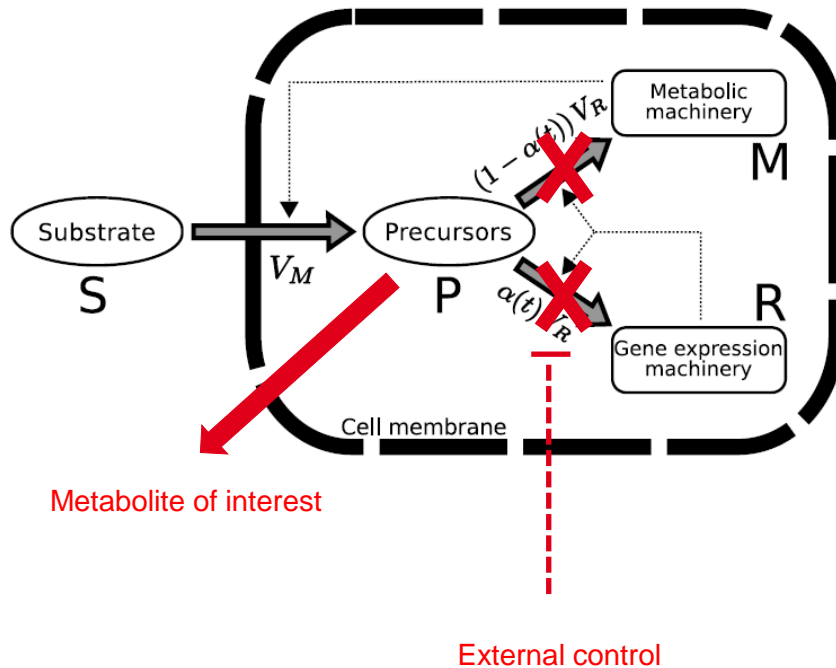 Metabolic
machinery
M
(1 − α(t)) V_R
Substrate
S
V_M
Precursors
P
α(t) V_R
R
Gene expression
machinery
Cell membrane
Metabolite of interest
External control